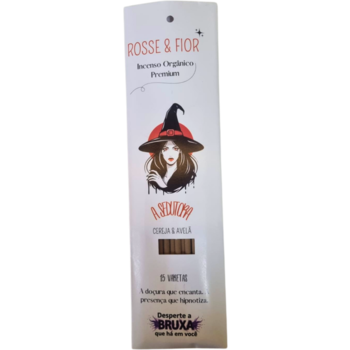 ROSSE & FIOR
Incenso Orgânico
Premium
A SEDUTORA
CEREJA & AVELÃ
15 VARETAS
A doçura que encanta...
presença que hipnotiza.
Desperte a
BRUXA
que há em você